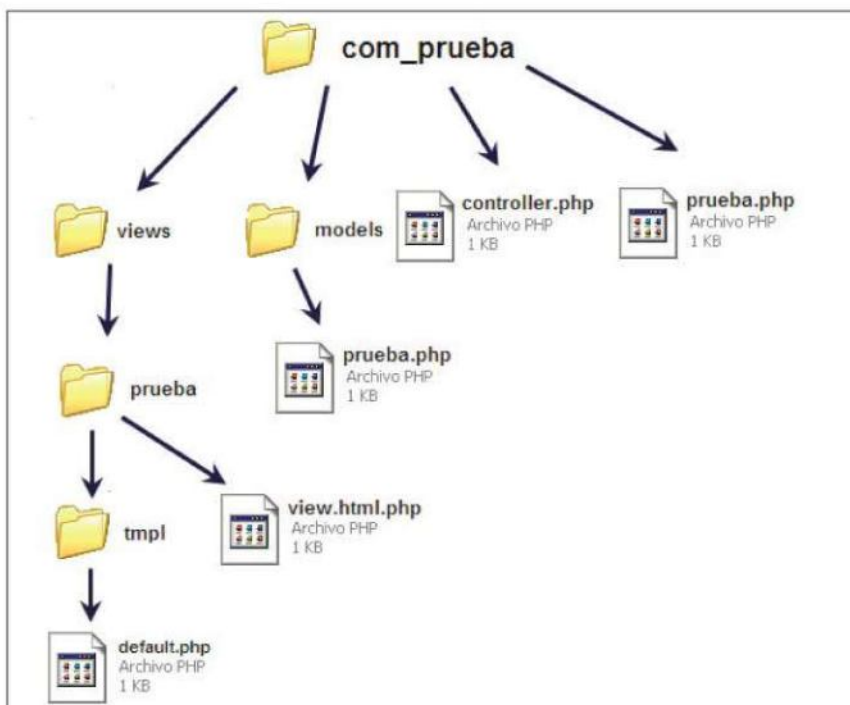 com_prueba
views
models
controller.php
Archivo PHP
1 KB
prueba.php
Archivo PHP
1 KB
prueba
prueba.php
Archivo PHP
1 KB
tmpl
view.html.php
Archivo PHP
1 KB
default.php
Archivo PHP
1 KB